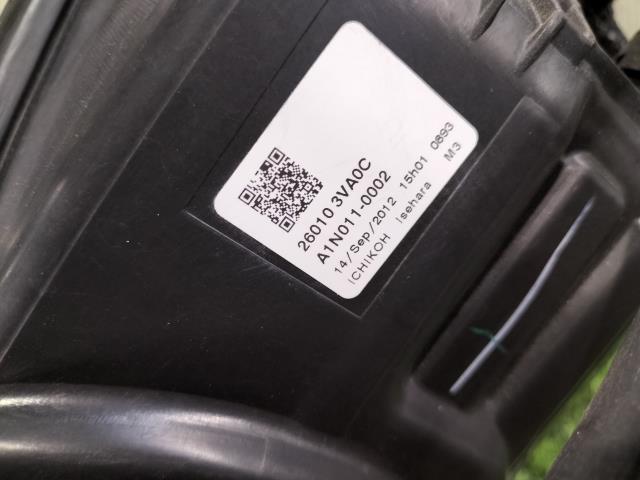 26010 3VA0C
A1N011-0002
14/Sep/2012 15h01 0893
ICHIKOH Isehara M3